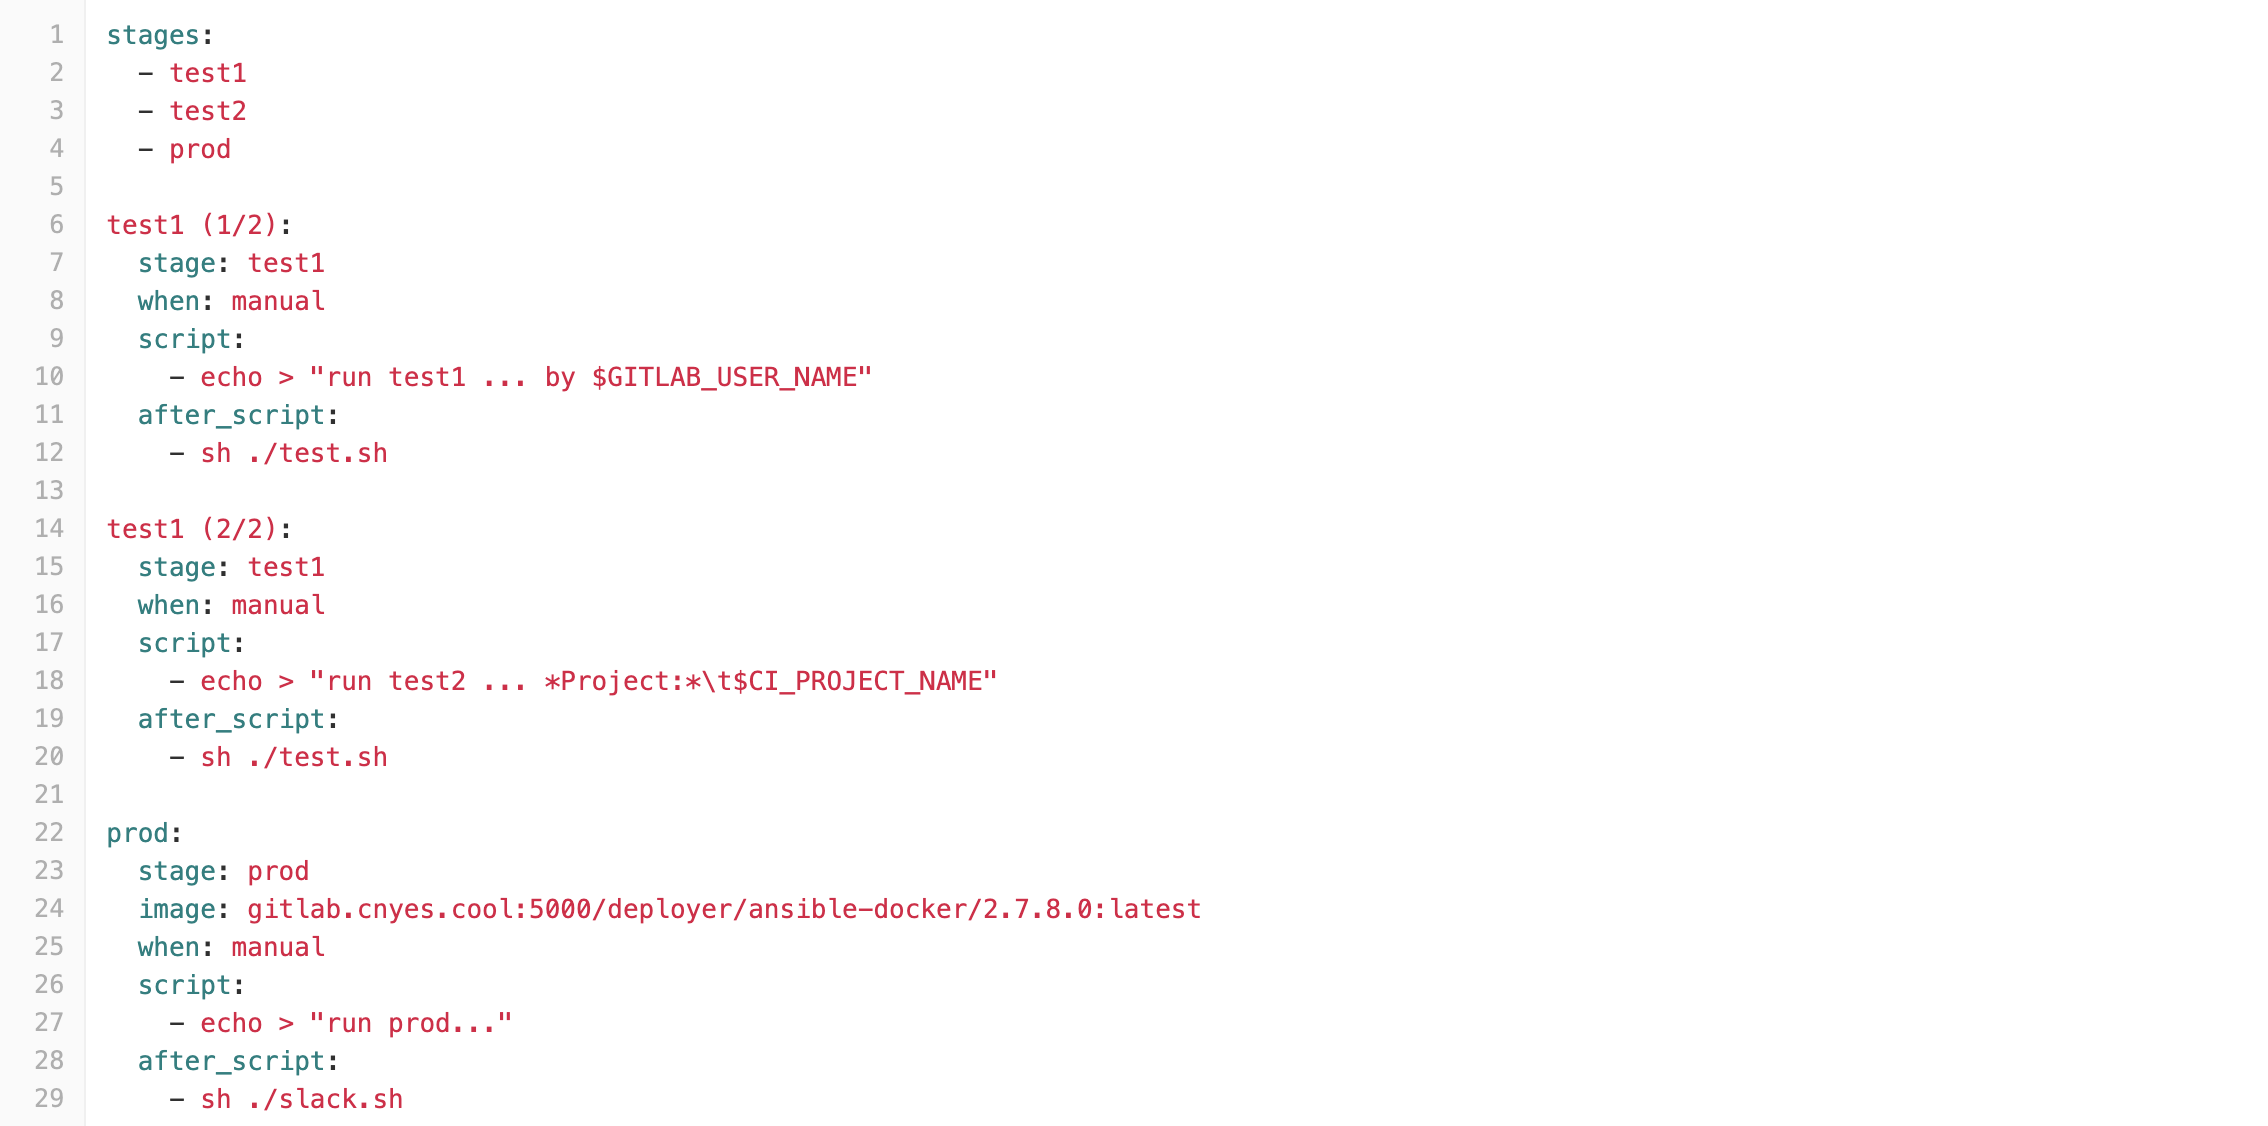 1 stages:
2   - test1
3   - test2
4   - prod
5
6 test1 (1/2):
7   stage: test1
8   when: manual
9   script:
10     - echo > "run test1 ... by $GITLAB_USER_NAME"
11   after_script:
12     - sh ./test.sh
13
14 test1 (2/2):
15   stage: test1
16   when: manual
17   script:
18     - echo > "run test2 ... *Project:*\t$CI_PROJECT_NAME"
19   after_script:
20     - sh ./test.sh
21
22 prod:
23   stage: prod
24   image: gitlab.cnyes.cool:5000/deployer/ansible-docker/2.7.8.0:latest
25   when: manual
26   script:
27     - echo > "run prod..."
28   after_script:
29     - sh ./slack.sh